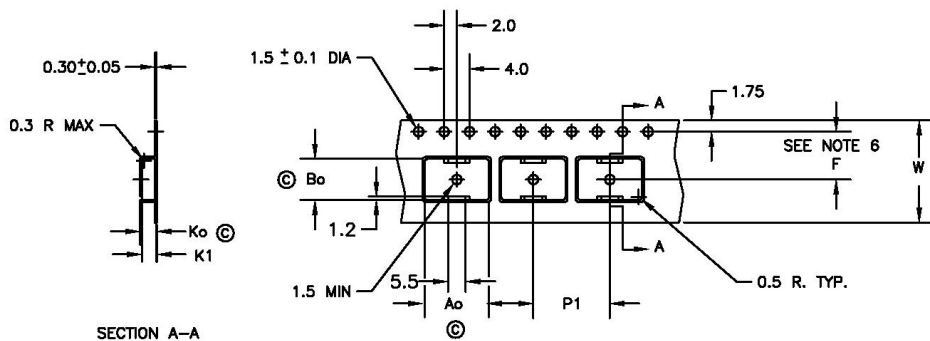 2.0
1.5 ± 0.1 DIA
0.30±0.05
4.0
A
1.75
0.3 R MAX
SEE NOTE 6
F
W
Ⓒ Bo
1.2
Ko Ⓒ
K1
A
5.5
1.5 MIN
Ao
Ⓒ
P1
0.5 R. TYP.
SECTION A-A